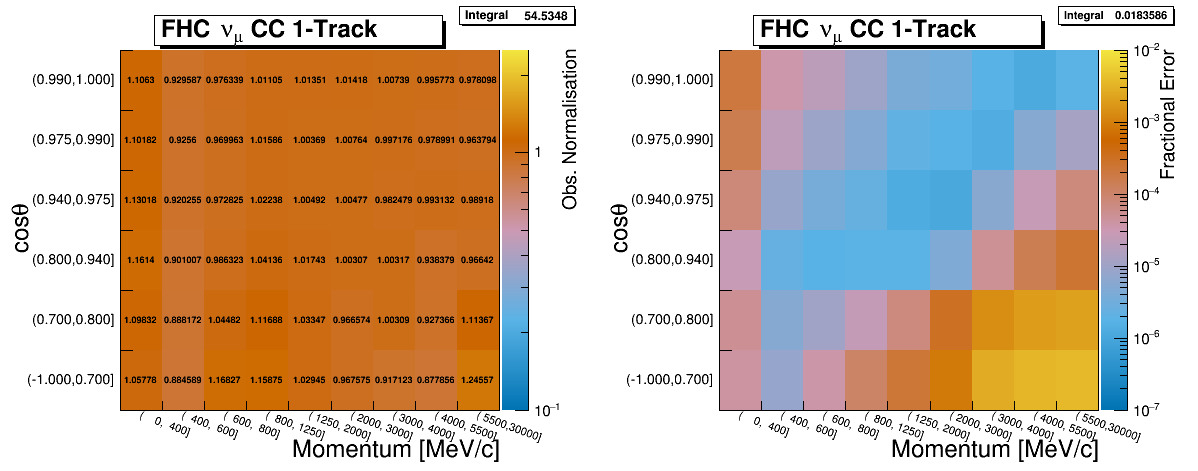 FHC νμ CC 1-Track
Integral 54.5348
(0.990,1.000] 1.1063 0.929567 0.976339 1.01105 1.01351 1.01418 1.00739 0.995773 0.978098
(0.975,0.990] 1.10182 0.9256 0.969963 1.01586 1.00369 1.00764 0.997176 0.978991 0.963794
(0.940,0.975] 1.13018 0.920255 0.972825 1.02238 1.00492 1.00477 0.982479 0.993132 0.98918
(0.800,0.940] 1.1614 0.901007 0.986323 1.04136 1.01743 1.00307 1.00317 0.938379 0.96642
(0.700,0.800] 1.09832 0.888172 1.04482 1.11688 1.03347 0.966574 1.00309 0.927366 1.11367
(-1.000,0.700] 1.05778 0.884589 1.16827 1.15875 1.02945 0.967575 0.917123 0.877856 1.24557
cosθ
( 0, 400]
( 400, 600]
( 600, 800]
( 800, 1250]
(1250, 2000]
( 2000, 3000]
( 3000, 4000]
( 4000, 5500]
( 5500,30000]
Momentum [MeV/c]
1
10⁻¹
Obs. Normalisation
FHC νμ CC 1-Track
Integral 0.0183586
(0.990,1.000]
(0.975,0.990]
(0.940,0.975]
(0.800,0.940]
(0.700,0.800]
(-1.000,0.700]
cosθ
( 0, 400]
( 400, 600]
( 600, 800]
( 800, 1250]
(1250, 2000]
( 2000, 3000]
( 3000, 4000]
( 4000, 5500]
( 5500,30000]
Momentum [MeV/c]
10⁻²
10⁻³
10⁻⁴
10⁻⁵
10⁻⁶
10⁻⁷
Fractional Error